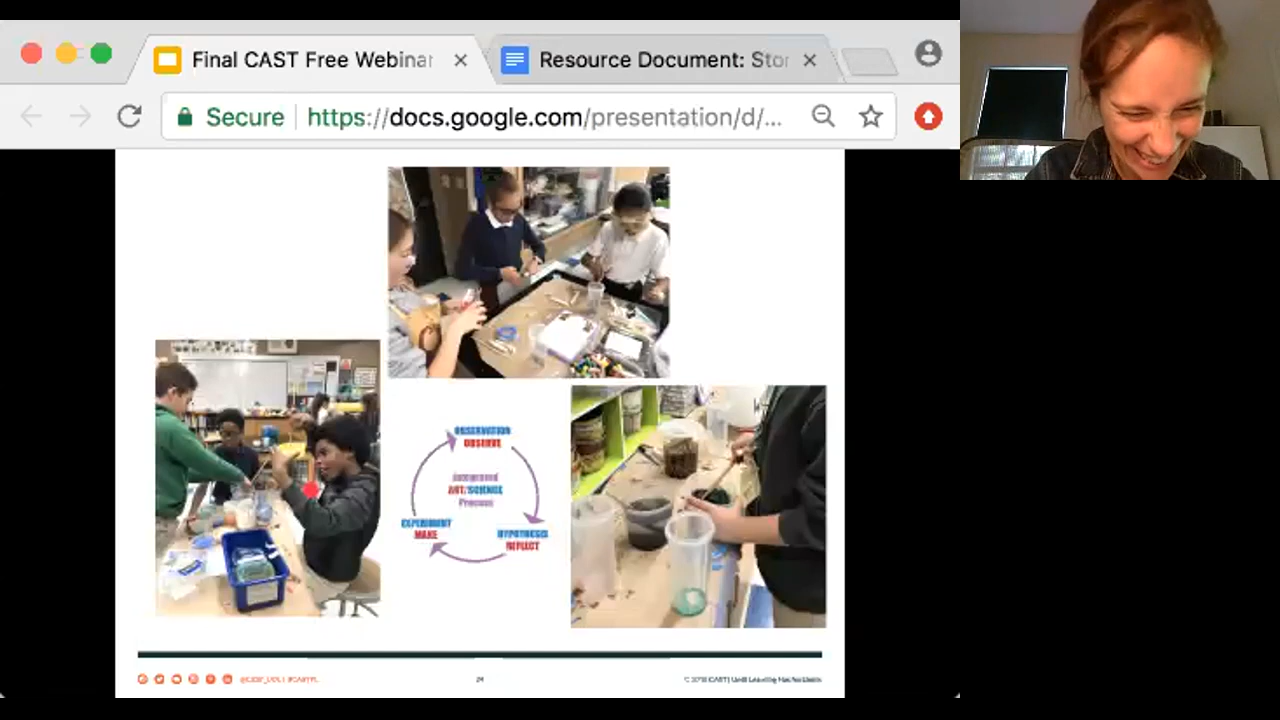 Final CAST Free Webinar
Resource Document: Stor
Secure
https://docs.google.com/presentation/d/...
OBSERVATION
OBSERVE
Integrated
ART/SCIENCE
Process
EXPERIMENT
MAKE
HYPOTHESIS
REFLECT
24